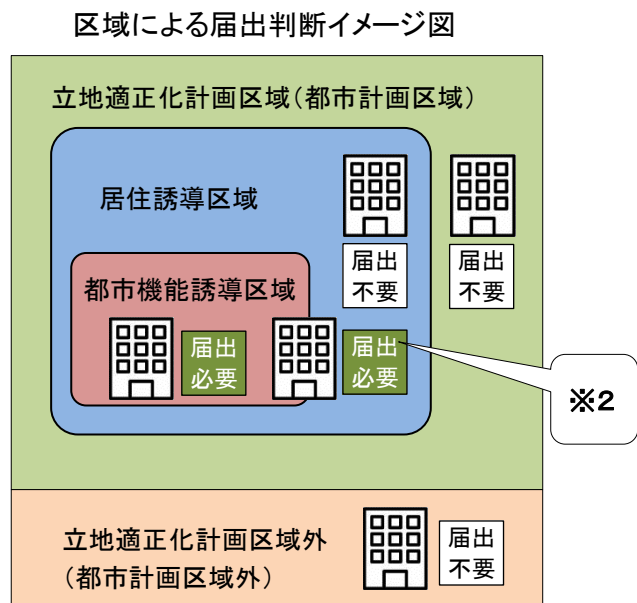 区域による届出判断イメージ図
立地適正化計画区域(都市計画区域)
居住誘導区域
届出
不要
届出
不要
都市機能誘導区域
届出
必要
届出
必要
※2
立地適正化計画区域外
(都市計画区域外)
届出
不要